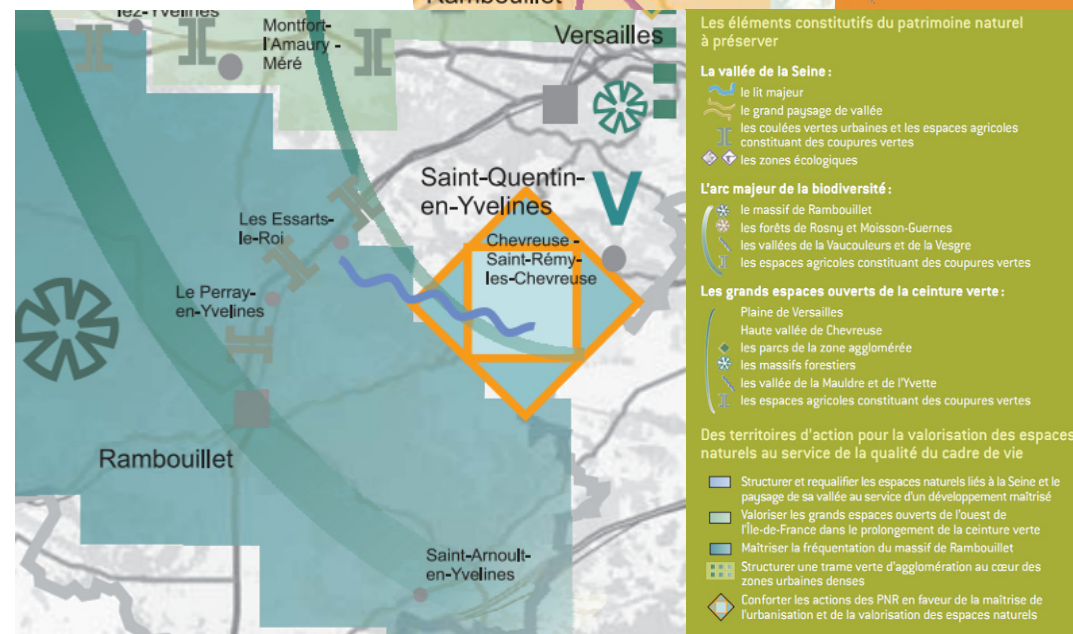 Rambouillet
lez-Yvelines
Montfort-
l'Amaury -
Méré
Versailles
Saint-Quentin-
en-Yvelines
V
Les Essarts-
le-Roi
Chevreuse -
Saint-Rémy-
les-Chevreuse
Le Perray-
en-Yvelines
Rambouillet
Saint-Arnoult-
en-Yvelines
Les éléments constitutifs du patrimoine naturel
à préserver
La vallée de la Seine :
le lit majeur
le grand paysage de vallée
les coulées vertes urbaines et les espaces agricoles
constituant des coupures vertes
les zones écologiques
L'arc majeur de la biodiversité :
le massif de Rambouillet
les forêts de Rosny et Moisson-Guernes
les vallées de la Vaucouleurs et de la Vesgre
les espaces agricoles constituant des coupures vertes
Les grands espaces ouverts de la ceinture verte :
Plaine de Versailles
Haute vallée de Chevreuse
les parcs de la zone agglomérée
les massifs forestiers
les vallée de la Mauldre et de l'Yvette
les espaces agricoles constituant des coupures vertes
Des territoires d'action pour la valorisation des espaces
naturels au service de la qualité du cadre de vie
Structurer et requalifier les espaces naturels liés à la Seine et le
paysage de sa vallée au service d'un développement maîtrisé
Valoriser les grands espaces ouverts de l'ouest de
l'Île-de-France dans le prolongement de la ceinture verte
Maîtriser la fréquentation du massif de Rambouillet
Structurer une trame verte d'agglomération au cœur des
zones urbaines denses
Conforter les actions des PNR en faveur de la maîtrise de
l'urbanisation et de la valorisation des espaces naturels